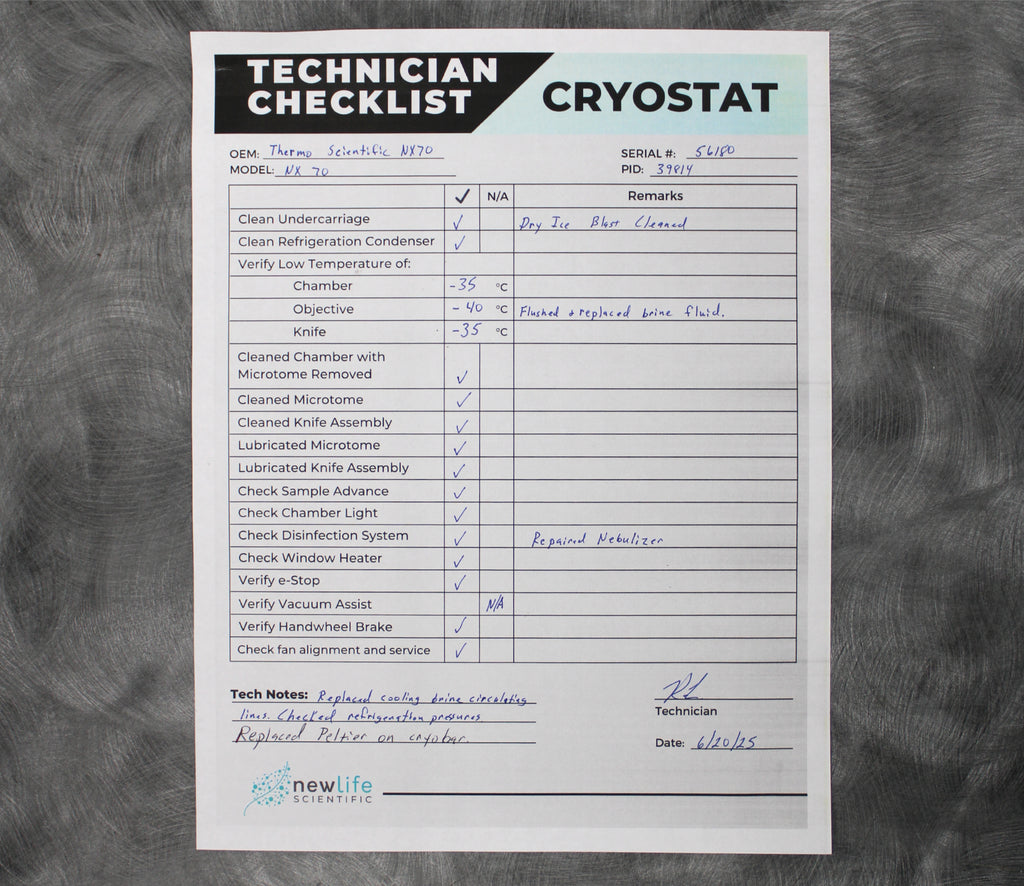 TECHNICIAN
CHECKLIST
CRYOSTAT
OEM: Thermo Scientific NX70
SERIAL #: 56180
MODEL: NX 70
PID: 39814
✓ N/A Remarks
Clean Undercarriage ✓ Dry Ice Blast Cleaned
Clean Refrigeration Condenser ✓
Verify Low Temperature of:
Chamber -35 °C
Objective -40 °C Flushed + replaced brine fluid.
Knife -35 °C
Cleaned Chamber with
Microtome Removed ✓
Cleaned Microtome ✓
Cleaned Knife Assembly ✓
Lubricated Microtome ✓
Lubricated Knife Assembly ✓
Check Sample Advance ✓
Check Chamber Light ✓
Check Disinfection System ✓ Repaired Nebulizer
Check Window Heater ✓
Verify e-Stop ✓
Verify Vacuum Assist N/A
Verify Handwheel Brake ✓
Check fan alignment and service ✓
Tech Notes: Replaced cooling brine circulating
lines. Checked refrigeration pressures
Replaced Peltier on cryobar.
RL
Technician
Date: 6/20/25
newlife
SCIENTIFIC